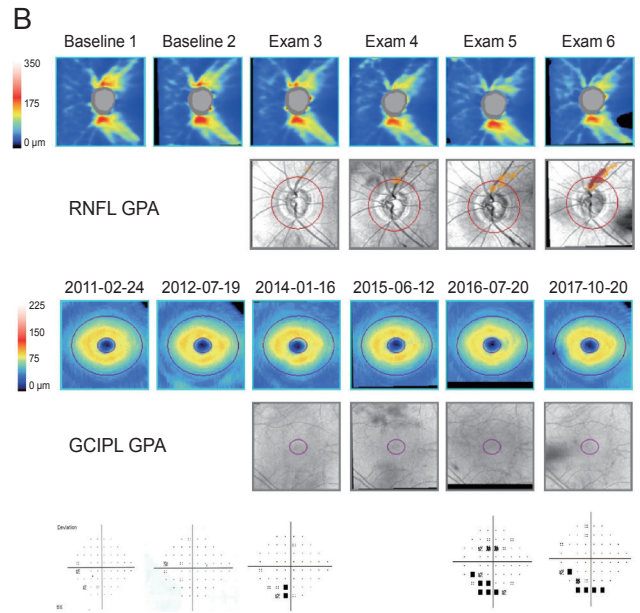 B
Baseline 1 Baseline 2 Exam 3 Exam 4 Exam 5 Exam 6
350
175
0 µm
RNFL GPA
2011-02-24 2012-07-19 2014-01-16 2015-06-12 2016-07-20 2017-10-20
225
150
75
0 µm
GCIPL GPA
Deviation